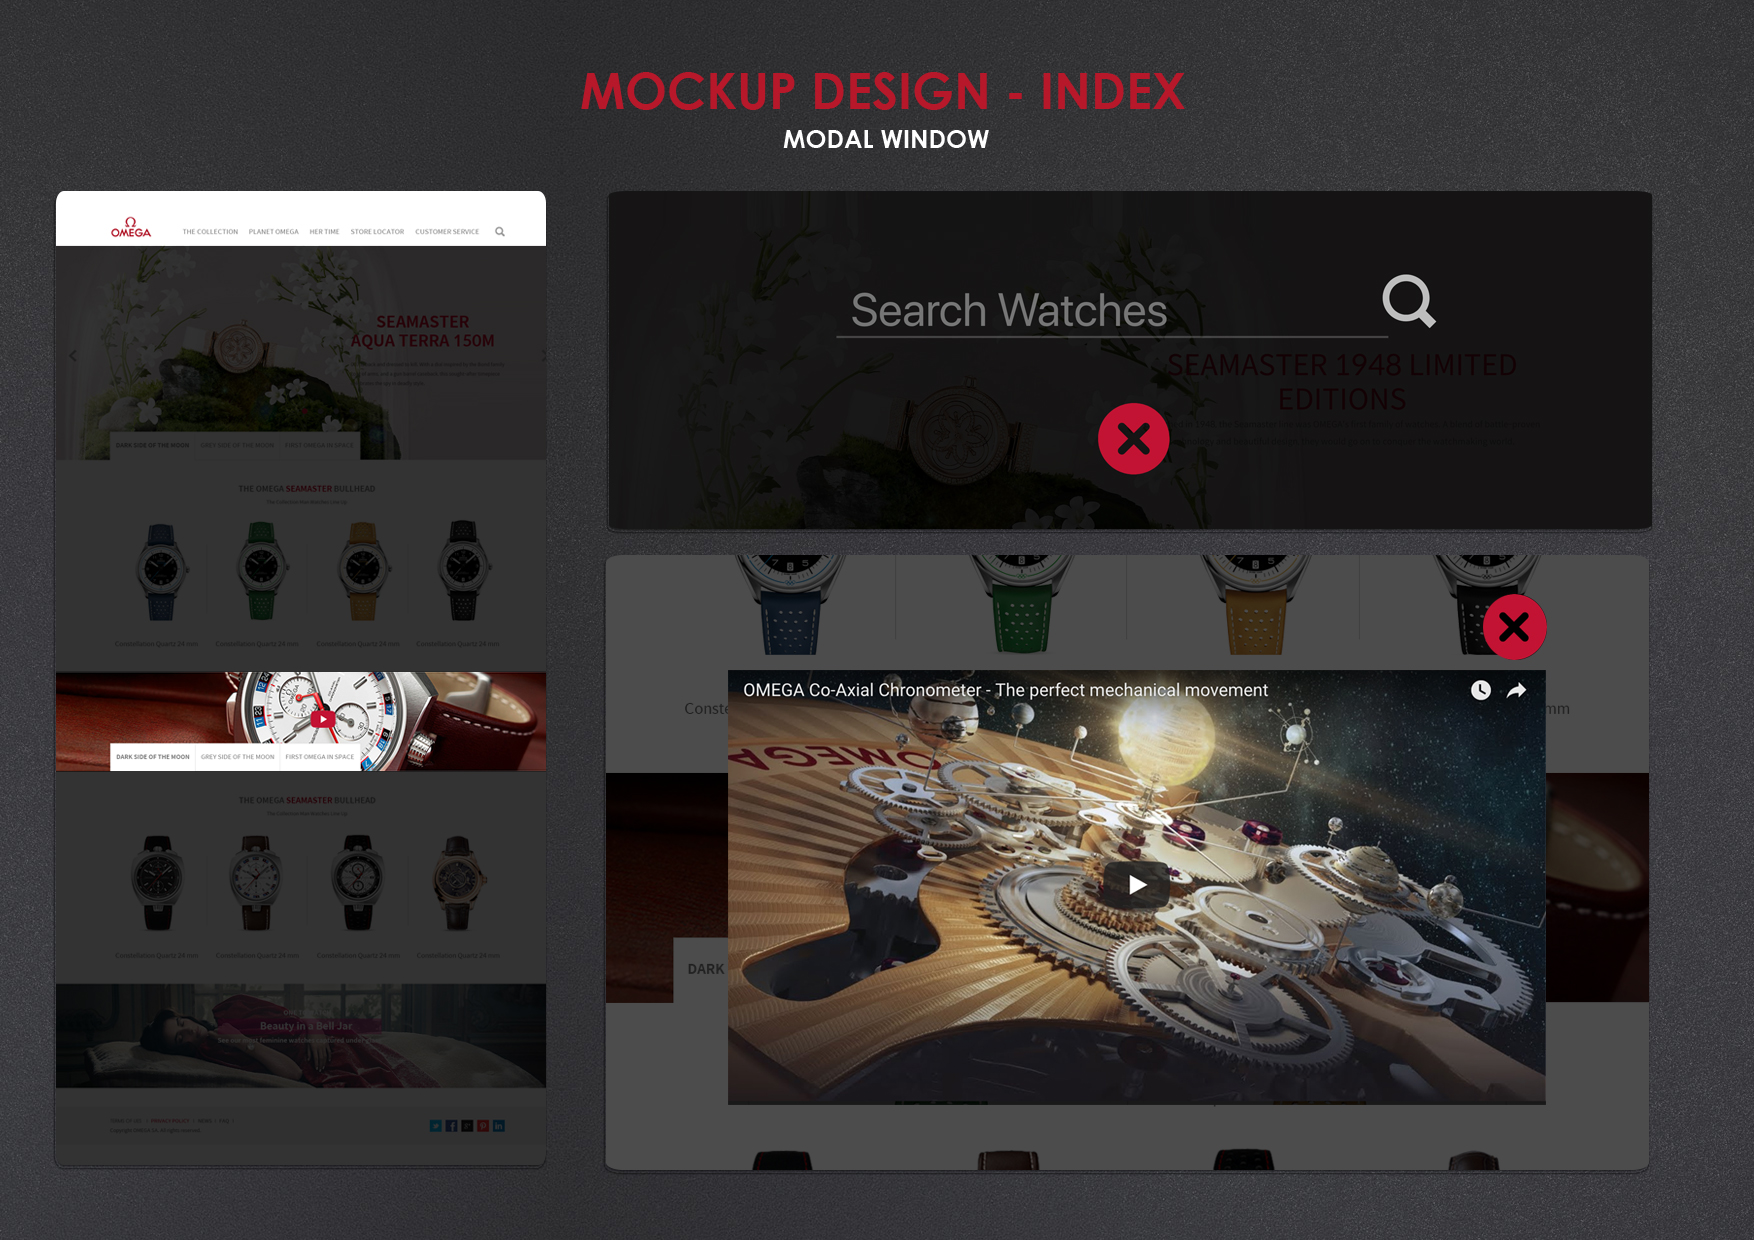 MOCKUP DESIGN - INDEX
MODAL WINDOW
Ω
OMEGA
THE COLLECTION PLANET OMEGA HER TIME STORE LOCATOR CUSTOMER SERVICE
SEAMASTER
AQUA TERRA 150M
DARK SIDE OF THE MOON GREY SIDE OF THE MOON FIRST OMEGA IN SPACE
THE OMEGA SEAMASTER BULLHEAD
Constellation Quartz 24 mm Constellation Quartz 24 mm Constellation Quartz 24 mm Constellation Quartz 24 mm
DARK SIDE OF THE MOON GREY SIDE OF THE MOON FIRST OMEGA IN SPACE
THE OMEGA SEAMASTER BULLHEAD
Constellation Quartz 24 mm Constellation Quartz 24 mm Constellation Quartz 24 mm Constellation Quartz 24 mm
Beauty in a Bell Jar
PRIVACY POLICY
Search Watches
SEAMASTER 1948 LIMITED
EDITIONS
OMEGA Co-Axial Chronometer - The perfect mechanical movement
Conste mm
OMEGA
DARK